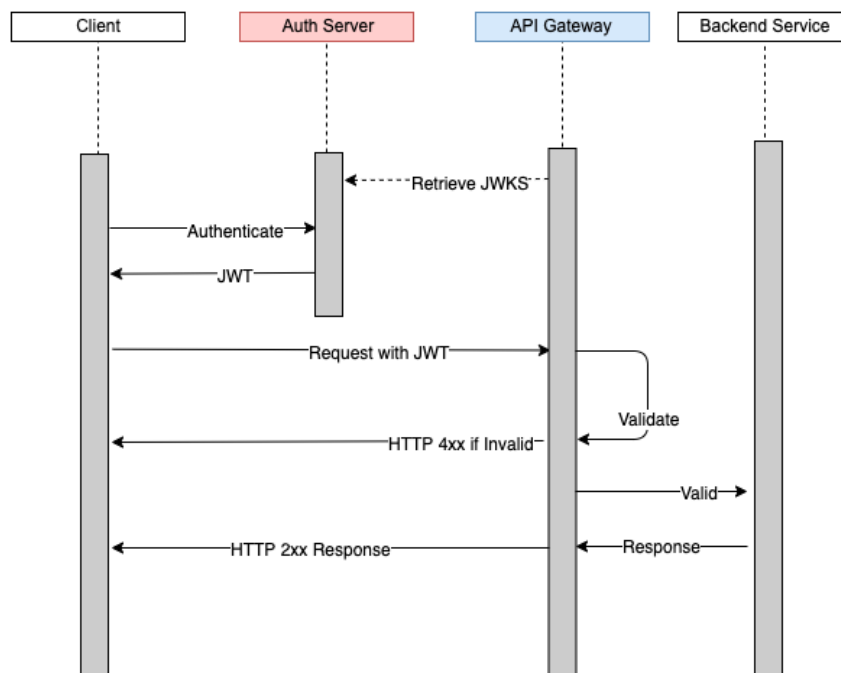 Client
Auth Server
API Gateway
Backend Service
Retrieve JWKS
Authenticate
JWT
Request with JWT
Validate
HTTP 4xx if Invalid
Valid
HTTP 2xx Response
Response